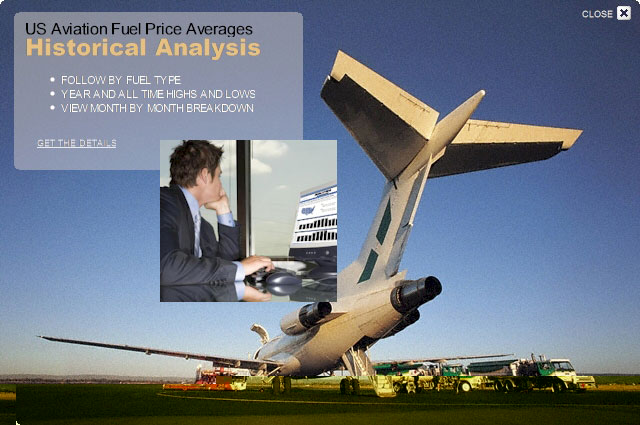 CLOSE X
US Aviation Fuel Price Averages
Historical Analysis
• FOLLOW BY FUEL TYPE
• YEAR AND ALL TIME HIGHS AND LOWS
• VIEW MONTH BY MONTH BREAKDOWN
GET THE DETAILS